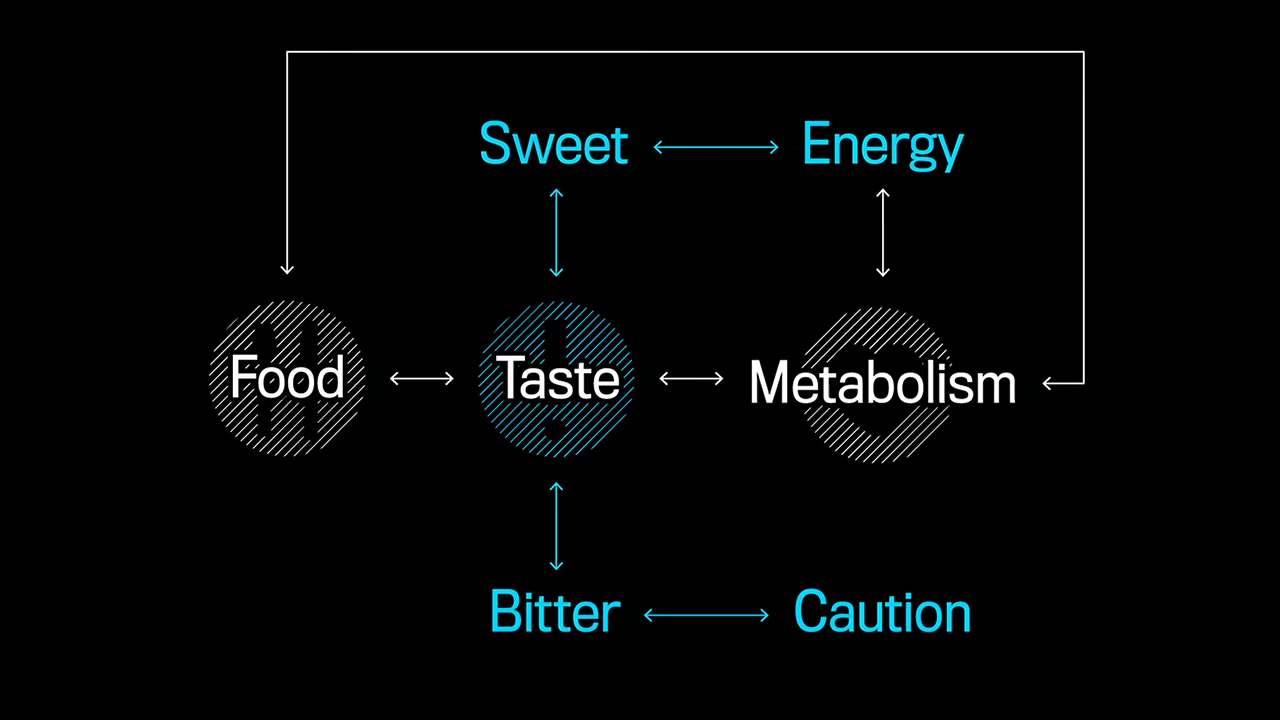 Sweet
Energy
Food
Taste
Metabolism
Bitter
Caution